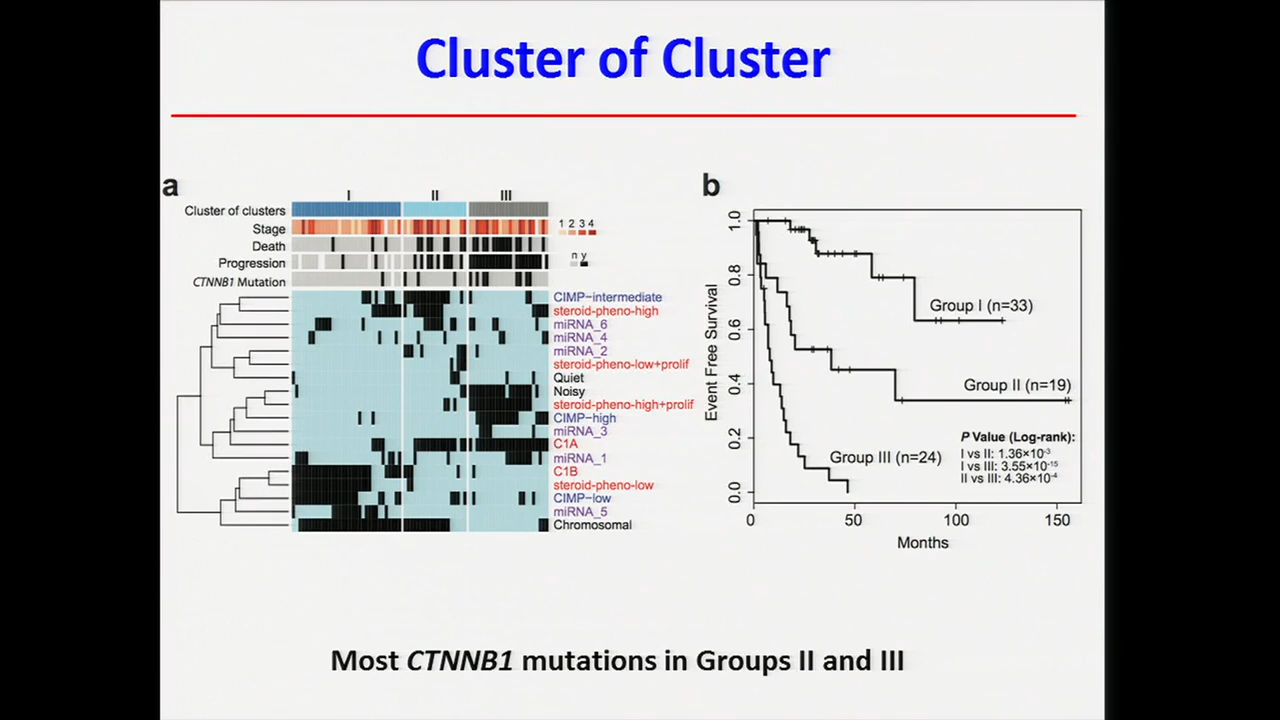 Cluster of Cluster
a
I II III
Cluster of clusters
Stage
Death
Progression
CTNNB1 Mutation
1 2 3 4
n y
CIMP-intermediate
steroid-pheno-high
miRNA_6
miRNA_4
miRNA_2
steroid-pheno-low+prolif
Quiet
Noisy
steroid-pheno-high+prolif
CIMP-high
miRNA_3
C1A
miRNA_1
C1B
steroid-pheno-low
CIMP-low
miRNA_5
Chromosomal
b
Event Free Survival
1.0
0.8
0.6
0.4
0.2
0.0
Group I (n=33)
Group II (n=19)
Group III (n=24)
P Value (Log-rank):
I vs II: 1.36×10⁻³
I vs III: 3.55×10⁻¹⁵
II vs III: 4.36×10⁻⁴
0 50 100 150
Months
Most CTNNB1 mutations in Groups II and III